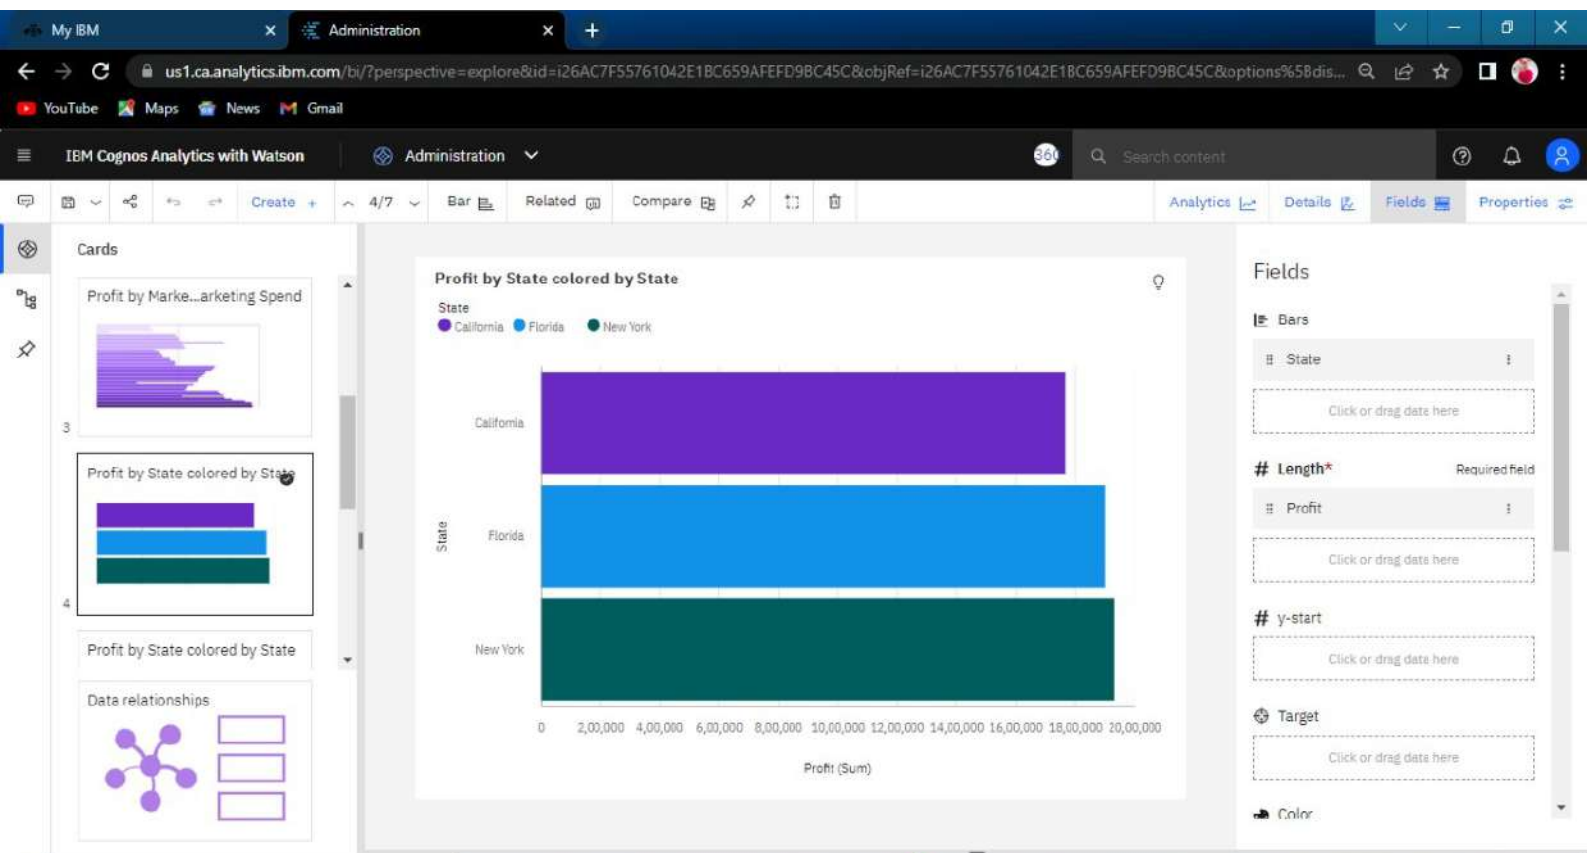 My IBM
Administration
us1.ca.analytics.ibm.com/bi/?perspective=explore&id=i26AC7F55761042E1BC659AFEFD9BC45C&objRef=i26AC7F55761042E1BC659AFEFD9BC45C&options%5Bdis...
YouTube Maps News Gmail
IBM Cognos Analytics with Watson Administration 360 Search content
Create + 4/7 Bar Related Compare Analytics Details Fields Properties
Cards
Profit by Marke...arketing Spend
3
Profit by State colored by State
4
Profit by State colored by State
Data relationships
Profit by State colored by State
State
California Florida New York
California
Florida
New York
State
0 2,00,000 4,00,000 6,00,000 8,00,000 10,00,000 12,00,000 14,00,000 16,00,000 18,00,000 20,00,000
Profit (Sum)
Fields
Bars
State
Click or drag data here
# Length* Required field
Profit
Click or drag data here
# y-start
Click or drag data here
Target
Click or drag data here
Color